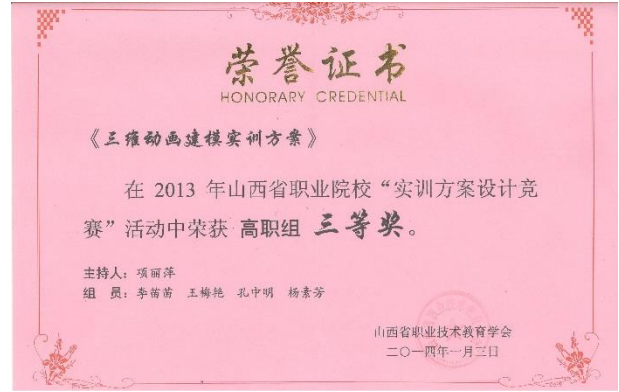 荣誉证书
HONORARY CREDENTIAL
《三维动画建模实训方案》
在 2013 年山西省职业院校“实训方案设计竞
赛”活动中荣获 高职组 三等奖。
主持人：项丽萍
组 员：李苗苗 王梅艳 孔中明 杨素芳
山西省职业技术教育学会
二〇一四年一月三日